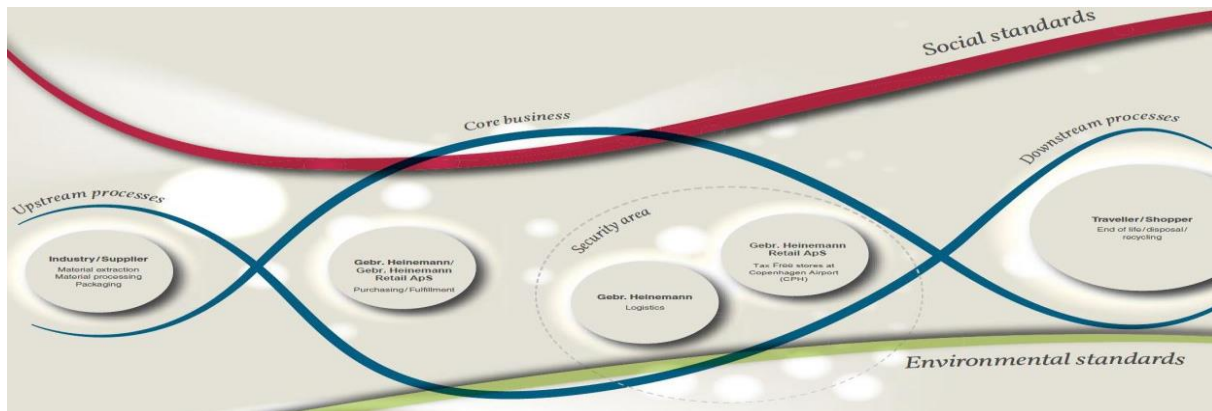 Social standards
Core business
Downstream processes
Upstream processes
Security area
Industry/Supplier
Material extraction
Material processing
Packaging
Gebr. Heinemann/
Gebr. Heinemann
Retail ApS
Purchasing/Fulfillment
Gebr. Heinemann
Logistics
Gebr. Heinemann
Retail ApS
Tax Free stores at
Copenhagen Airport
(CPH)
Traveller/Shopper
End of life/disposal/
recycling
Environmental standards